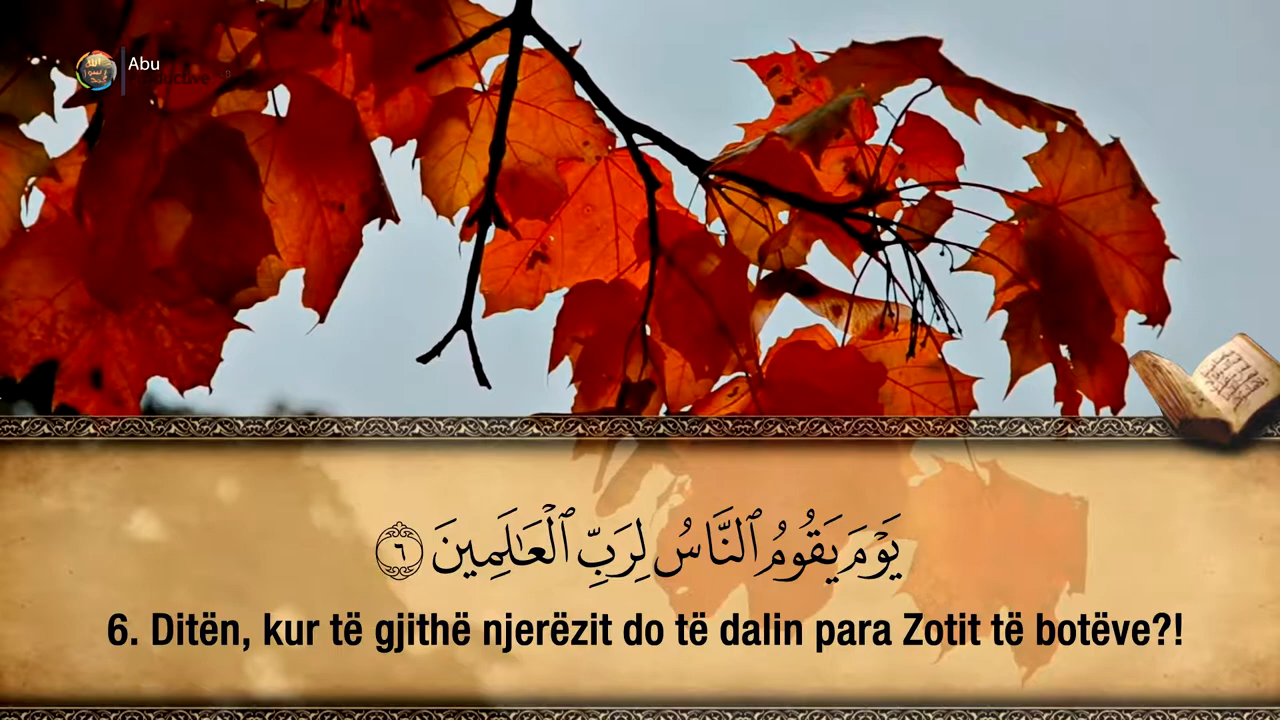 Abu
يَوْمَ يَقُومُ ٱلنَّاسُ لِرَبِّ ٱلْعَـٰلَمِينَ ٦
6. Ditën, kur të gjithë njerëzit do të dalin para Zotit të botëve?!